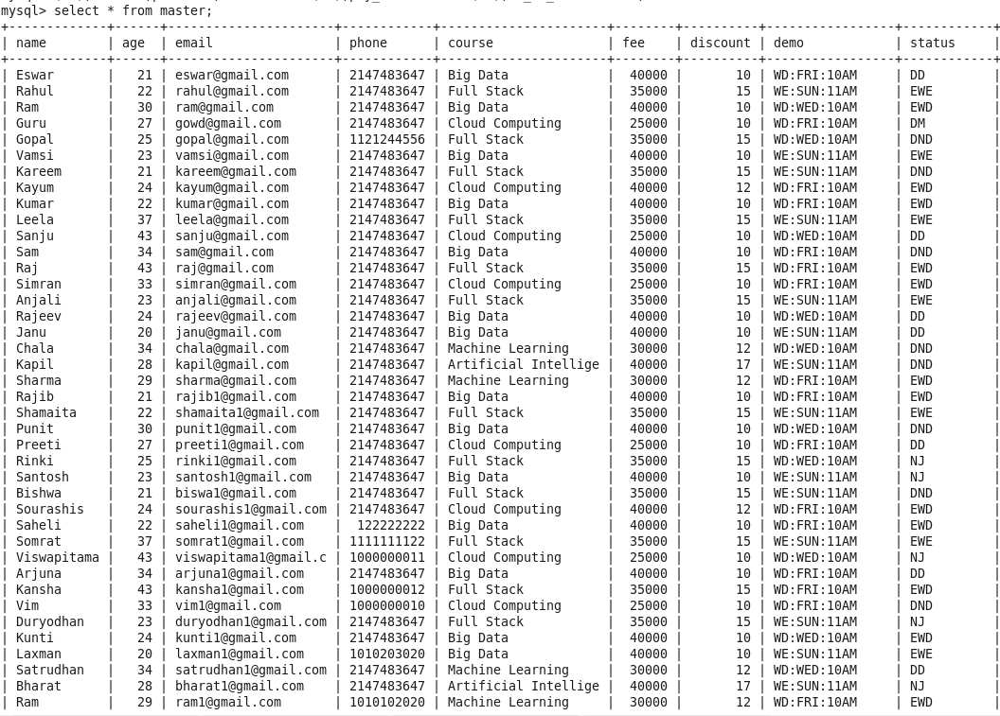 mysql> select * from master;
+-------------+------+----------------------+------------+----------------------+-------+----------+-----------------+------------+
| name        | age  | email                | phone      | course               | fee   | discount | demo            | status     |
+-------------+------+----------------------+------------+----------------------+-------+----------+-----------------+------------+
| Eswar       |   21 | eswar@gmail.com      | 2147483647 | Big Data             | 40000 |       10 | WD:FRI:10AM     | DD         |
| Rahul       |   22 | rahul@gmail.com      | 2147483647 | Full Stack           | 35000 |       15 | WE:SUN:11AM     | EWE        |
| Ram         |   30 | ram@gmail.com        | 2147483647 | Big Data             | 40000 |       10 | WD:WED:10AM     | EWD        |
| Guru        |   27 | gowd@gmail.com       | 2147483647 | Cloud Computing      | 25000 |       10 | WD:FRI:10AM     | DM         |
| Gopal       |   25 | gopal@gmail.com      | 1121244556 | Full Stack           | 35000 |       15 | WD:WED:10AM     | DND        |
| Vamsi       |   23 | vamsi@gmail.com      | 2147483647 | Big Data             | 40000 |       10 | WE:SUN:11AM     | EWE        |
| Kareem      |   21 | kareem@gmail.com     | 2147483647 | Full Stack           | 35000 |       15 | WE:SUN:11AM     | DND        |
| Kayum       |   24 | kayum@gmail.com      | 2147483647 | Cloud Computing      | 40000 |       12 | WD:FRI:10AM     | EWD        |
| Kumar       |   22 | kumar@gmail.com      | 2147483647 | Big Data             | 40000 |       10 | WD:FRI:10AM     | EWD        |
| Leela       |   37 | leela@gmail.com      | 2147483647 | Full Stack           | 35000 |       15 | WE:SUN:11AM     | EWE        |
| Sanju       |   43 | sanju@gmail.com      | 2147483647 | Cloud Computing      | 25000 |       10 | WD:WED:10AM     | DD         |
| Sam         |   34 | sam@gmail.com        | 2147483647 | Big Data             | 40000 |       10 | WD:FRI:10AM     | DND        |
| Raj         |   43 | raj@gmail.com        | 2147483647 | Full Stack           | 35000 |       15 | WD:FRI:10AM     | EWD        |
| Simran      |   33 | simran@gmail.com     | 2147483647 | Cloud Computing      | 25000 |       10 | WD:FRI:10AM     | EWD        |
| Anjali      |   23 | anjali@gmail.com     | 2147483647 | Full Stack           | 35000 |       15 | WE:SUN:11AM     | EWE        |
| Rajeev      |   24 | rajeev@gmail.com     | 2147483647 | Big Data             | 40000 |       10 | WD:WED:10AM     | DD         |
| Janu        |   20 | janu@gmail.com       | 2147483647 | Big Data             | 40000 |       10 | WE:SUN:11AM     | DD         |
| Chala       |   34 | chala@gmail.com      | 2147483647 | Machine Learning     | 30000 |       12 | WD:WED:10AM     | DND        |
| Kapil       |   28 | kapil@gmail.com      | 2147483647 | Artificial Intellige | 40000 |       17 | WE:SUN:11AM     | DND        |
| Sharma      |   29 | sharma@gmail.com     | 2147483647 | Machine Learning     | 30000 |       12 | WD:FRI:10AM     | EWD        |
| Rajib       |   21 | rajib1@gmail.com     | 2147483647 | Big Data             | 40000 |       10 | WD:FRI:10AM     | EWD        |
| Shamaita    |   22 | shamaita1@gmail.com  | 2147483647 | Full Stack           | 35000 |       15 | WE:SUN:11AM     | EWE        |
| Punit       |   30 | punit1@gmail.com     | 2147483647 | Big Data             | 40000 |       10 | WD:WED:10AM     | DND        |
| Preeti      |   27 | preeti1@gmail.com    | 2147483647 | Cloud Computing      | 25000 |       10 | WD:FRI:10AM     | DD         |
| Rinki       |   25 | rinki1@gmail.com     | 2147483647 | Full Stack           | 35000 |       15 | WD:WED:10AM     | NJ         |
| Santosh     |   23 | santosh1@gmail.com   | 2147483647 | Big Data             | 40000 |       10 | WE:SUN:11AM     | NJ         |
| Bishwa      |   21 | biswa1@gmail.com     | 2147483647 | Full Stack           | 35000 |       15 | WE:SUN:11AM     | DND        |
| Sourashis   |   24 | sourashis1@gmail.com | 2147483647 | Cloud Computing      | 40000 |       12 | WD:FRI:10AM     | EWD        |
| Saheli      |   22 | saheli1@gmail.com    |  122222222 | Big Data             | 40000 |       10 | WD:FRI:10AM     | EWD        |
| Somrat      |   37 | somrat1@gmail.com    | 1111111122 | Full Stack           | 35000 |       15 | WE:SUN:11AM     | EWE        |
| Viswapitama |   43 | viswapitama1@gmail.c | 1000000011 | Cloud Computing      | 25000 |       10 | WD:WED:10AM     | NJ         |
| Arjuna      |   34 | arjuna1@gmail.com    | 2147483647 | Big Data             | 40000 |       10 | WD:FRI:10AM     | DD         |
| Kansha      |   43 | kansha1@gmail.com    | 1000000012 | Full Stack           | 35000 |       15 | WD:FRI:10AM     | EWD        |
| Vim         |   33 | vim1@gmail.com       | 1000000010 | Cloud Computing      | 25000 |       10 | WD:FRI:10AM     | DND        |
| Duryodhan   |   23 | duryodhan1@gmail.com | 2147483647 | Full Stack           | 35000 |       15 | WE:SUN:11AM     | NJ         |
| Kunti       |   24 | kunti1@gmail.com     | 2147483647 | Big Data             | 40000 |       10 | WD:WED:10AM     | EWD        |
| Laxman      |   20 | laxman1@gmail.com    | 1010203020 | Big Data             | 40000 |       10 | WE:SUN:11AM     | EWE        |
| Satrudhan   |   34 | satrudhan1@gmail.com | 2147483647 | Machine Learning     | 30000 |       12 | WD:WED:10AM     | DD         |
| Bharat      |   28 | bharat1@gmail.com    | 2147483647 | Artificial Intellige | 40000 |       17 | WE:SUN:11AM     | NJ         |
| Ram         |   29 | ram1@gmail.com       | 1010102020 | Machine Learning     | 30000 |       12 | WD:FRI:10AM     | EWD        |